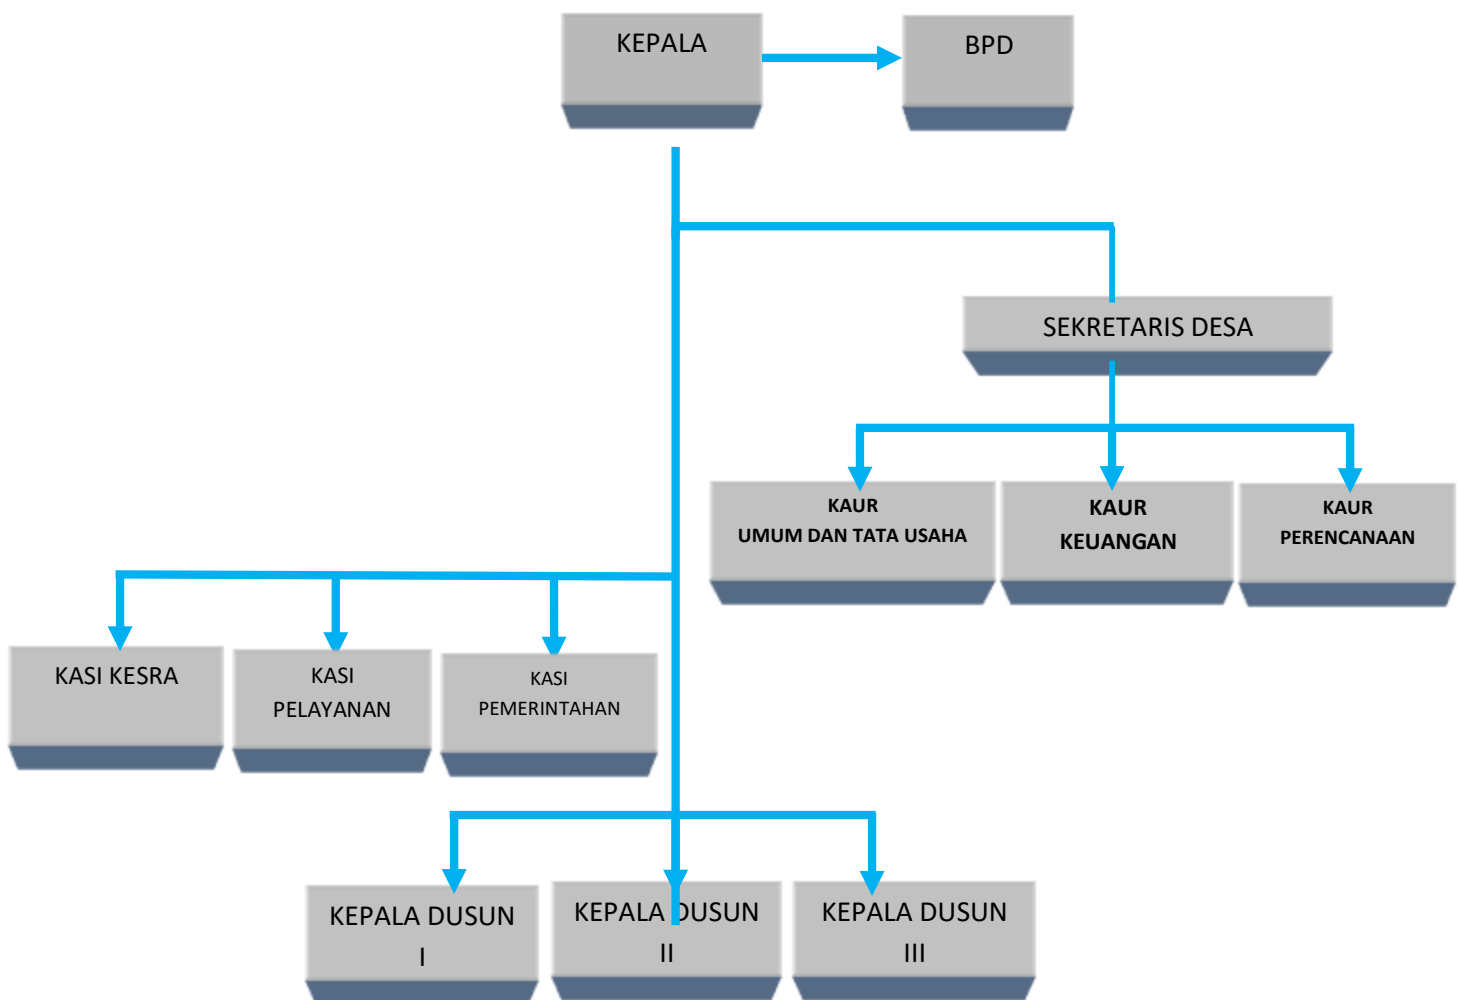 KEPALA
BPD
SEKRETARIS DESA
KAUR
UMUM DAN TATA USAHA
KAUR
KEUANGAN
KAUR
PERENCANAAN
KASI KESRA
KASI
PELAYANAN
KASI
PEMERINTAHAN
KEPALA DUSUN
I
KEPALA DUSUN
II
KEPALA DUSUN
III